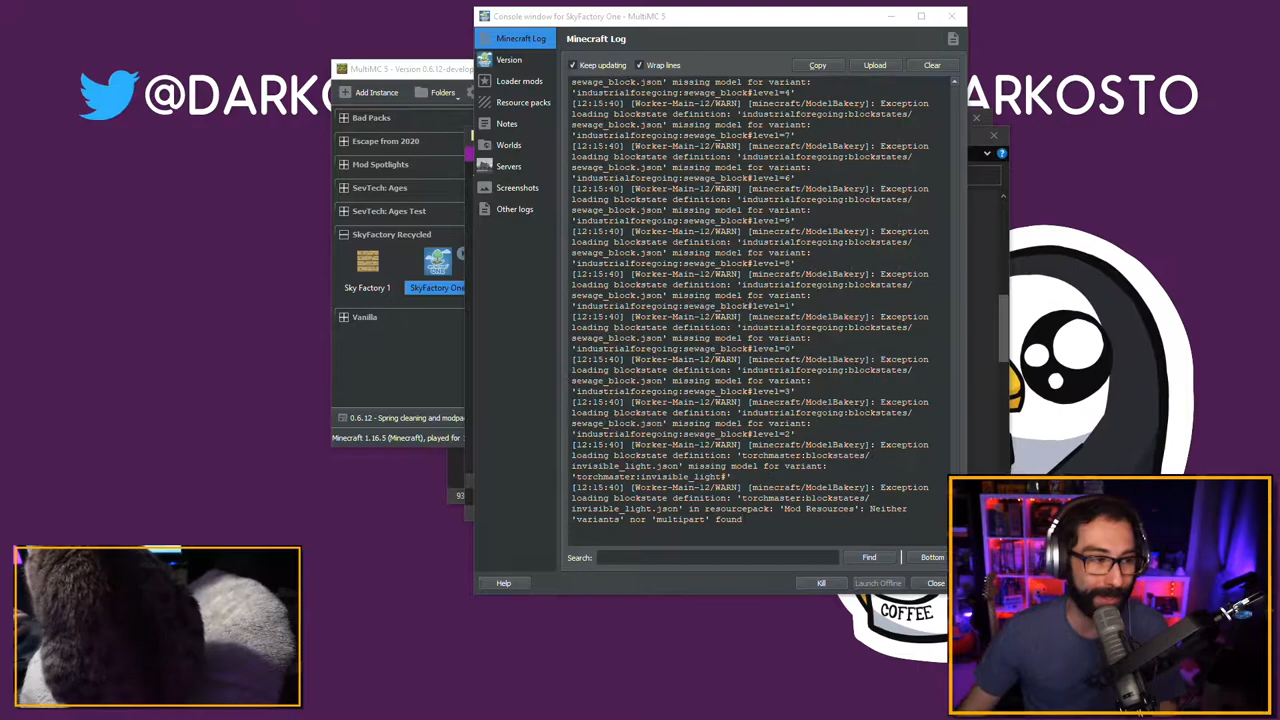 Console window for SkyFactory One - MultiMC 5
Minecraft Log
Version
Loader mods
Resource packs
Notes
Worlds
Servers
Screenshots
Other logs
Minecraft Log
Keep updating
Wrap lines
Copy
Upload
Clear
sewage_block.json' missing model for variant:
'industrialforegoing:sewage_block#level=4'
[12:15:40] [Worker-Main-12/WARN] [minecraft/ModelBakery]: Exception
loading blockstate definition: 'industrialforegoing:blockstates/
sewage_block.json' missing model for variant:
'industrialforegoing:sewage_block#level=7'
[12:15:40] [Worker-Main-12/WARN] [minecraft/ModelBakery]: Exception
loading blockstate definition: 'industrialforegoing:blockstates/
sewage_block.json' missing model for variant:
'industrialforegoing:sewage_block#level=6'
[12:15:40] [Worker-Main-12/WARN] [minecraft/ModelBakery]: Exception
loading blockstate definition: 'industrialforegoing:blockstates/
sewage_block.json' missing model for variant:
'industrialforegoing:sewage_block#level=9'
[12:15:40] [Worker-Main-12/WARN] [minecraft/ModelBakery]: Exception
loading blockstate definition: 'industrialforegoing:blockstates/
sewage_block.json' missing model for variant:
'industrialforegoing:sewage_block#level=8'
[12:15:40] [Worker-Main-12/WARN] [minecraft/ModelBakery]: Exception
loading blockstate definition: 'industrialforegoing:blockstates/
sewage_block.json' missing model for variant:
'industrialforegoing:sewage_block#level=1'
[12:15:40] [Worker-Main-12/WARN] [minecraft/ModelBakery]: Exception
loading blockstate definition: 'industrialforegoing:blockstates/
sewage_block.json' missing model for variant:
'industrialforegoing:sewage_block#level=0'
[12:15:40] [Worker-Main-12/WARN] [minecraft/ModelBakery]: Exception
loading blockstate definition: 'industrialforegoing:blockstates/
sewage_block.json' missing model for variant:
'industrialforegoing:sewage_block#level=3'
[12:15:40] [Worker-Main-12/WARN] [minecraft/ModelBakery]: Exception
loading blockstate definition: 'industrialforegoing:blockstates/
sewage_block.json' missing model for variant:
'industrialforegoing:sewage_block#level=2'
[12:15:40] [Worker-Main-12/WARN] [minecraft/ModelBakery]: Exception
loading blockstate definition: 'torchmaster:blockstates/
invisible_light.json' missing model for variant:
'torchmaster:invisible_light#'
[12:15:40] [Worker-Main-12/WARN] [minecraft/ModelBakery]: Exception
loading blockstate definition: 'torchmaster:blockstates/
invisible_light.json' in resourcepack: 'Mod Resources': Neither
'variants' nor 'multipart' found
Search:
Find
Bottom
Help
Kill
Launch Offline
Close
MultiMC 5 - Version 0.6.12-develop
Add Instance
Folders
Bad Packs
Escape from 2020
Mod Spotlights
SevTech: Ages
SevTech: Ages Test
SkyFactory Recycled
Sky Factory 1
SkyFactory One
Vanilla
0.6.12 - Spring cleaning and modpa
Minecraft 1.16.5 (Minecraft), played for
93
@DARKO
ARKOSTO
COFFEE